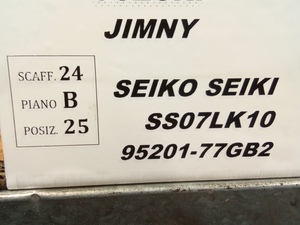 JIMNY
SCAFF. 24
PIANO B
POSIZ. 25
SEIKO SEIKI
SS07LK10
95201-77GB2